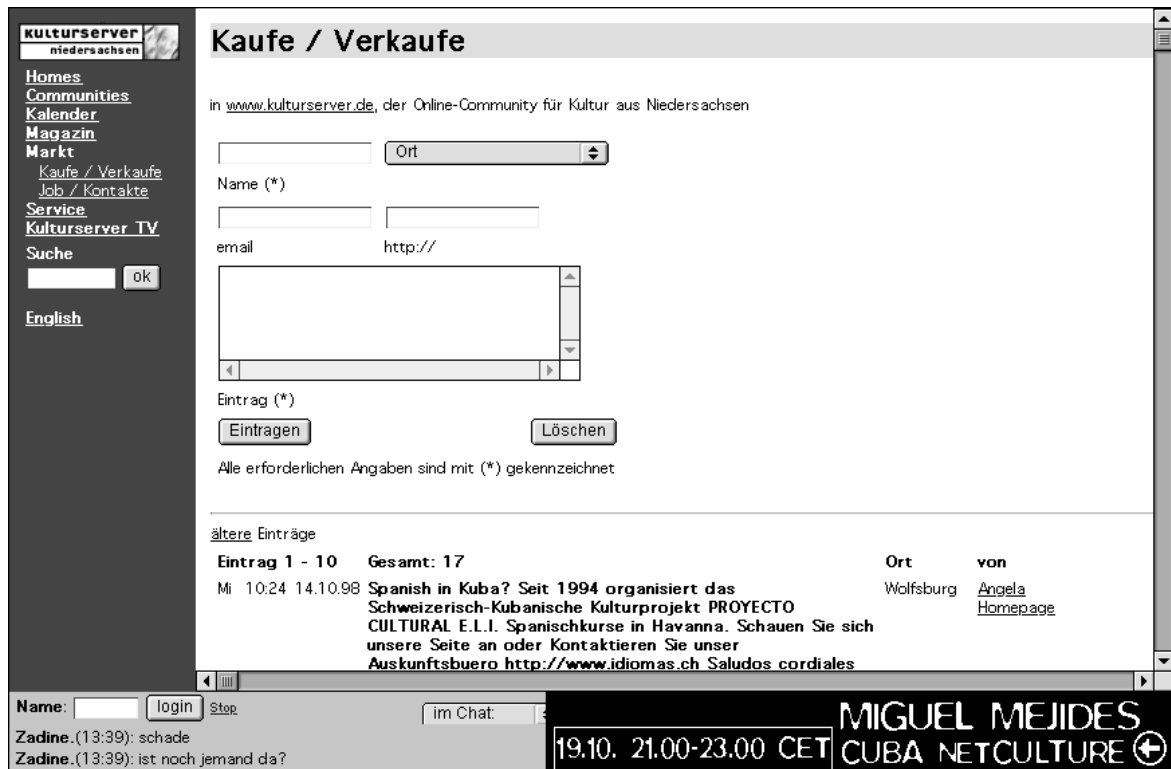 kulturserver
niedersachsen
Homes
Communities
Kalender
Magazin
Markt
Kaufe / Verkaufe
Job / Kontakte
Service
Kulturserver TV
Suche
ok
English
Kaufe / Verkaufe
in www.kulturserver.de, der Online-Community für Kultur aus Niedersachsen
Ort
Name (*)
email http://
Eintrag (*)
Eintragen Löschen
Alle erforderlichen Angaben sind mit (*) gekennzeichnet
ältere Einträge
Eintrag 1 - 10 Gesamt: 17 Ort von
Mi 10:24 14.10.98 Spanish in Kuba? Seit 1994 organisiert das Wolfsburg Angela
Schweizerisch-Kubanische Kulturprojekt PROYECTO Homepage
CULTURAL E.L.I. Spanischkurse in Havanna. Schauen Sie sich
unsere Seite an oder Kontaktieren Sie unser
Auskunftsbuero http://www.idiomas.ch Saludos cordiales
Name: login Stop im Chat:
Zadine.(13:39): schade
Zadine.(13:39): ist noch jemand da?
MIGUEL MEJIDES
19.10. 21.00-23.00 CET CUBA NETCULTURE